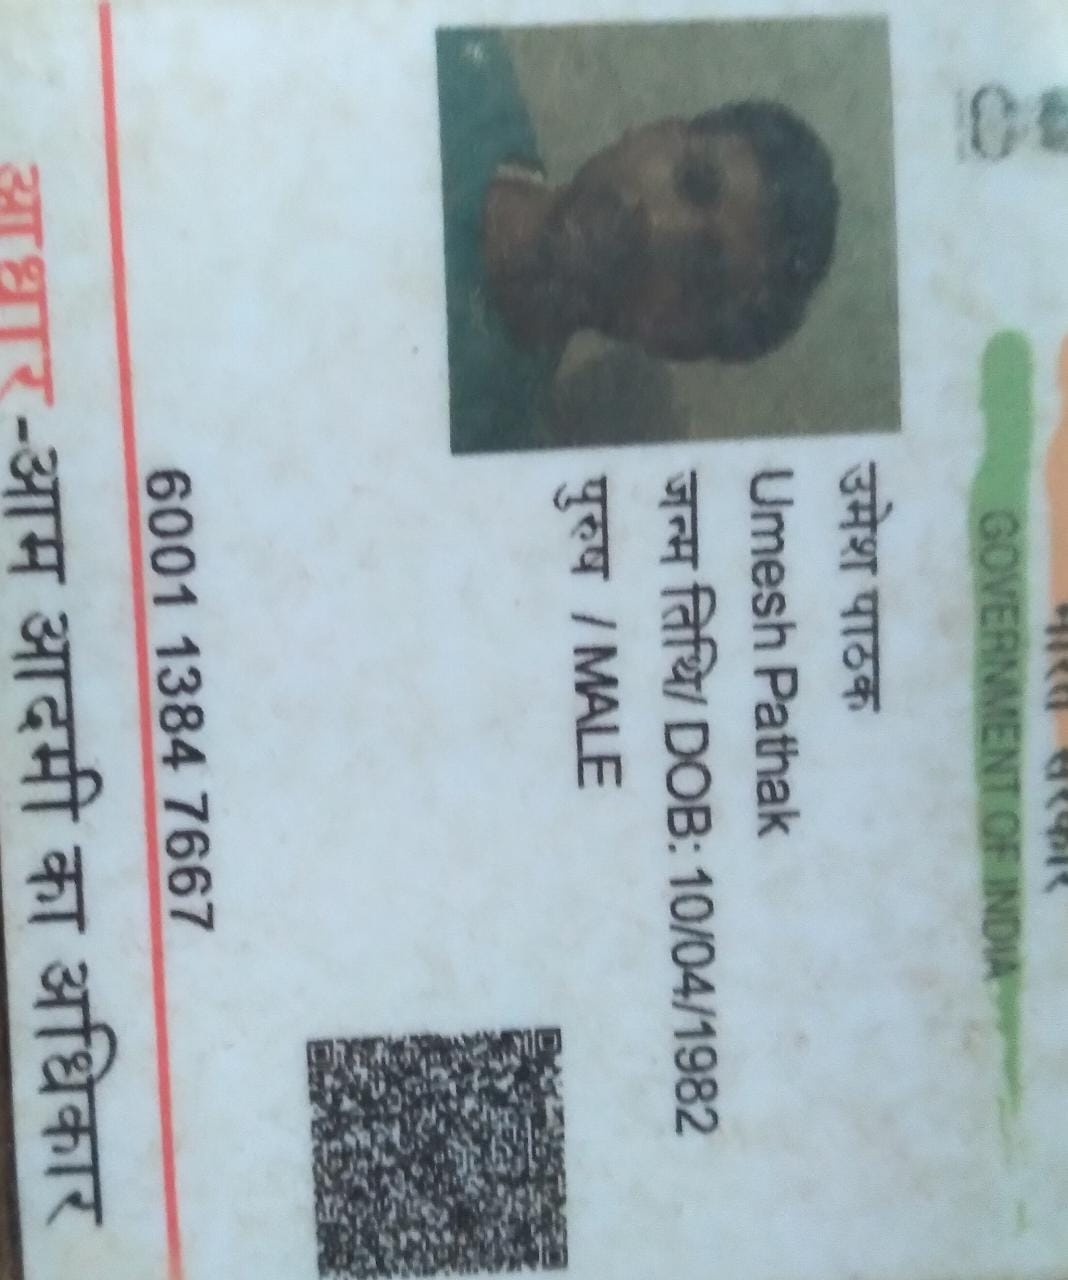 भारत सरकार
GOVERNMENT OF INDIA
उमेश पाठक
Umesh Pathak
जन्म तिथि/ DOB: 10/04/1982
पुरुष / MALE
6001 1384 7667
आधार-आम आदमी का अधिकार